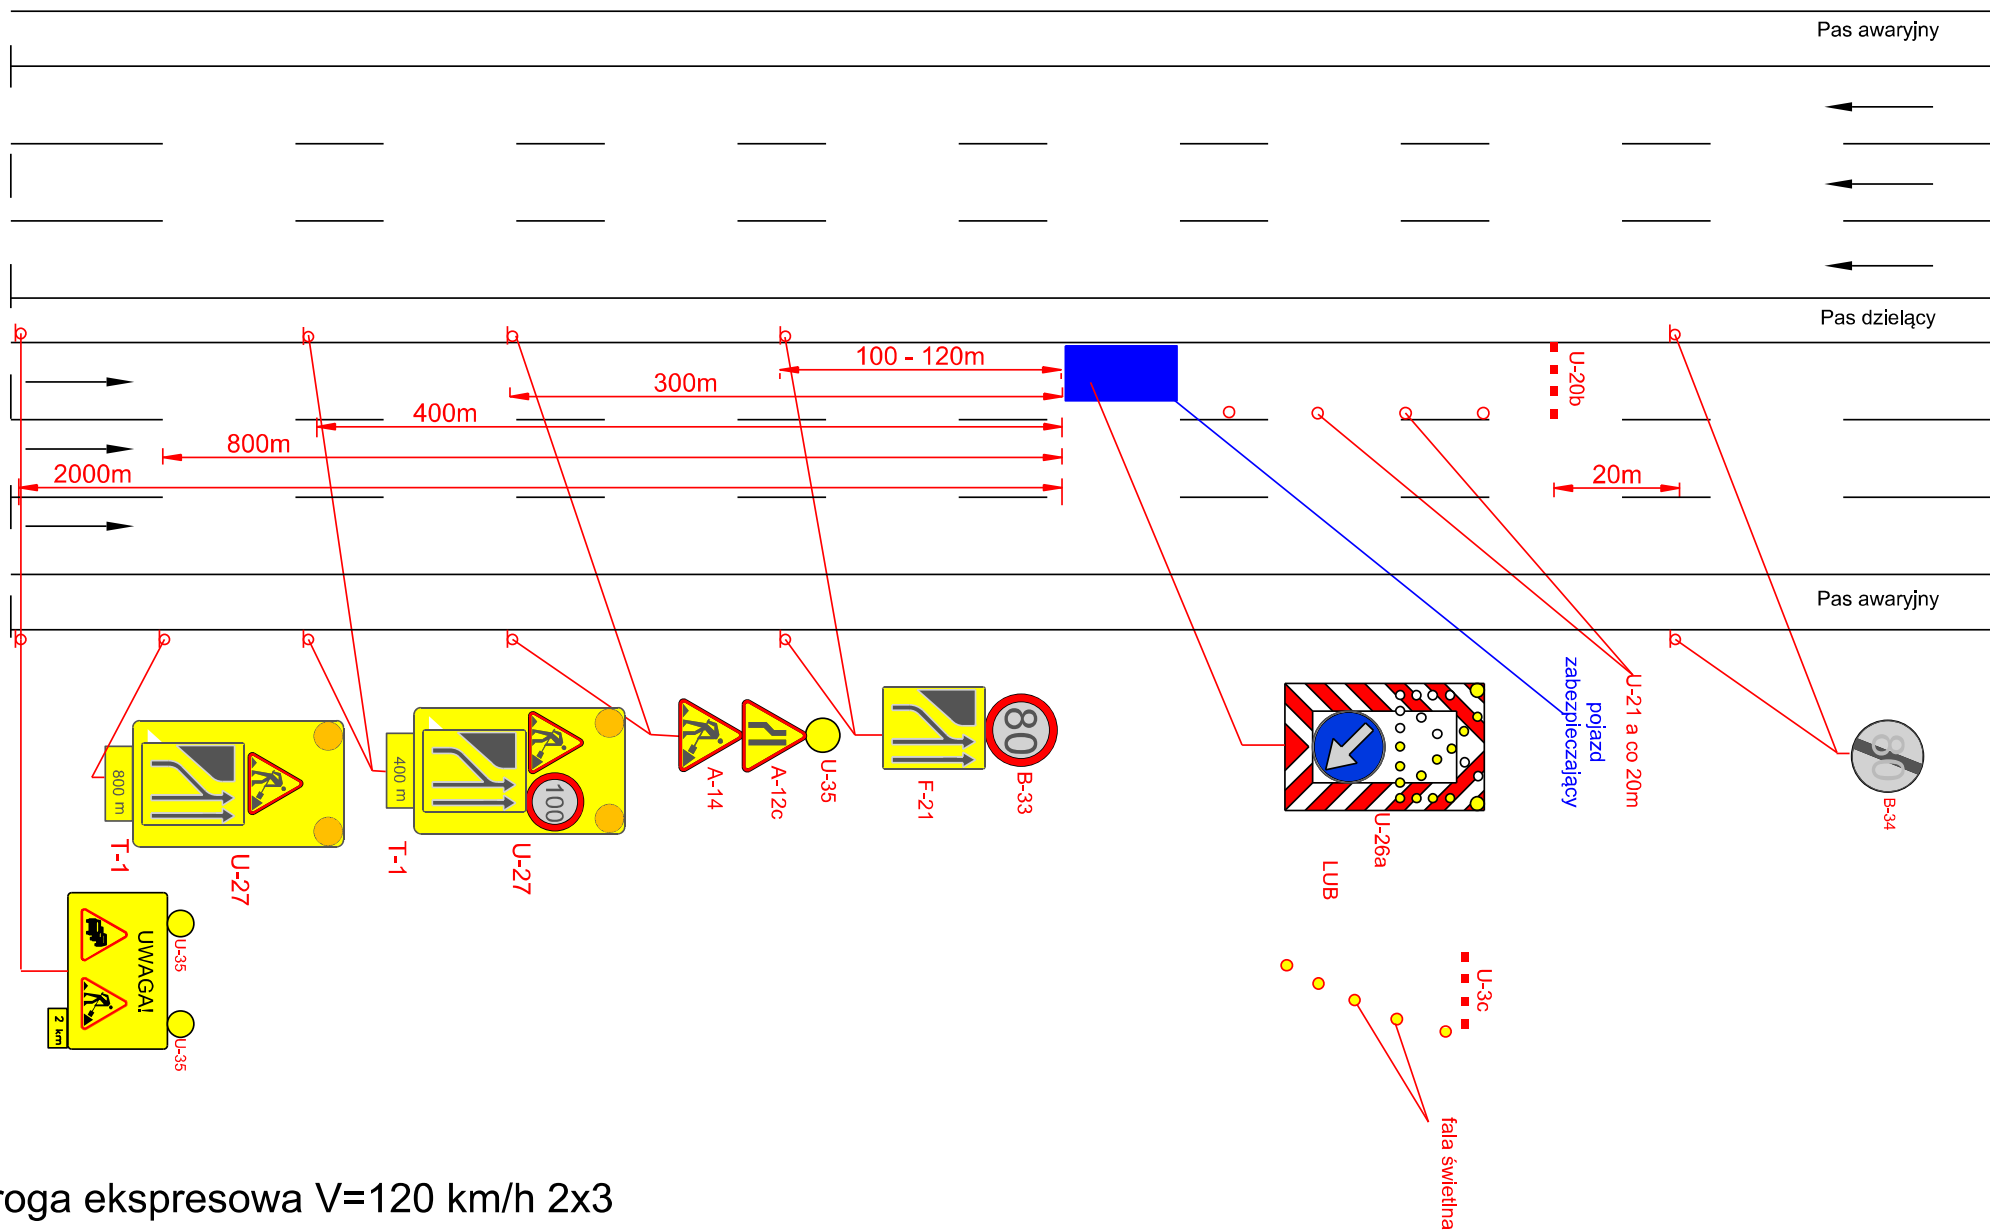 Pas awaryjny
Pas dzielący
100 - 120m
300m
400m
800m
2000m
20m
U-20b
Pas awaryjny
pojazd
zabezpieczający
U-21 a co 20m
800 m
T-1
U-27
400 m
100
T-1
U-27
A-14
A-12c
U-35
F-21
80
B-33
U-26a
LUB
80
B-34
UWAGA!
U-35
U-35
2 km
U-3c
fala świetlna
roga ekspresowa V=120 km/h 2x3